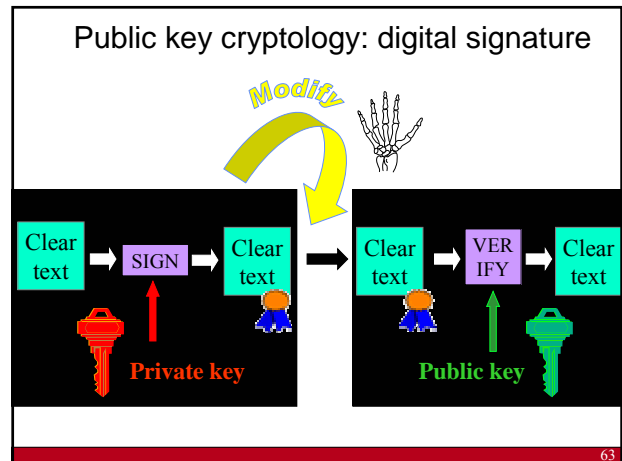 Public key cryptology: digital signature
Modify
Clear
text
SIGN
Clear
text
Private key
Clear
text
VER
IFY
Clear
text
Public key
63